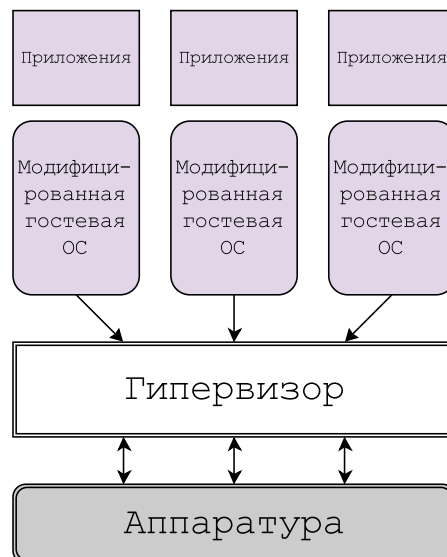 Приложения Приложения Приложения
Модифици- Модифици- Модифици-
рованная рованная рованная
гостевая гостевая гостевая
ОС ОС ОС
Гипервизор
Аппаратура